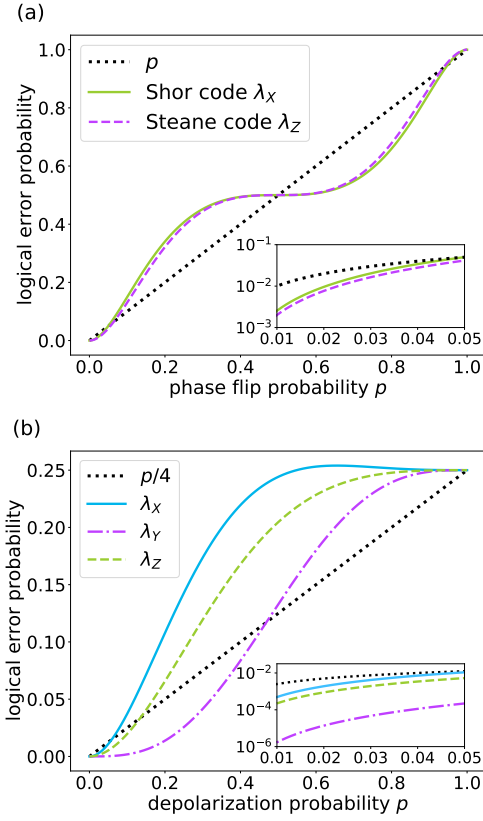 (a)
1.0
0.8
0.6
0.4
0.2
0.0
logical error probability
p
Shor code λ_X
Steane code λ_Z
10⁻¹
10⁻²
10⁻³
0.01 0.02 0.03 0.04 0.05
0.0 0.2 0.4 0.6 0.8 1.0
phase flip probability p
(b)
0.25
0.20
0.15
0.10
0.05
0.00
logical error probability
p/4
λ_X
λ_Y
λ_Z
10⁻²
10⁻⁴
10⁻⁶
0.01 0.02 0.03 0.04 0.05
0.0 0.2 0.4 0.6 0.8 1.0
depolarization probability p